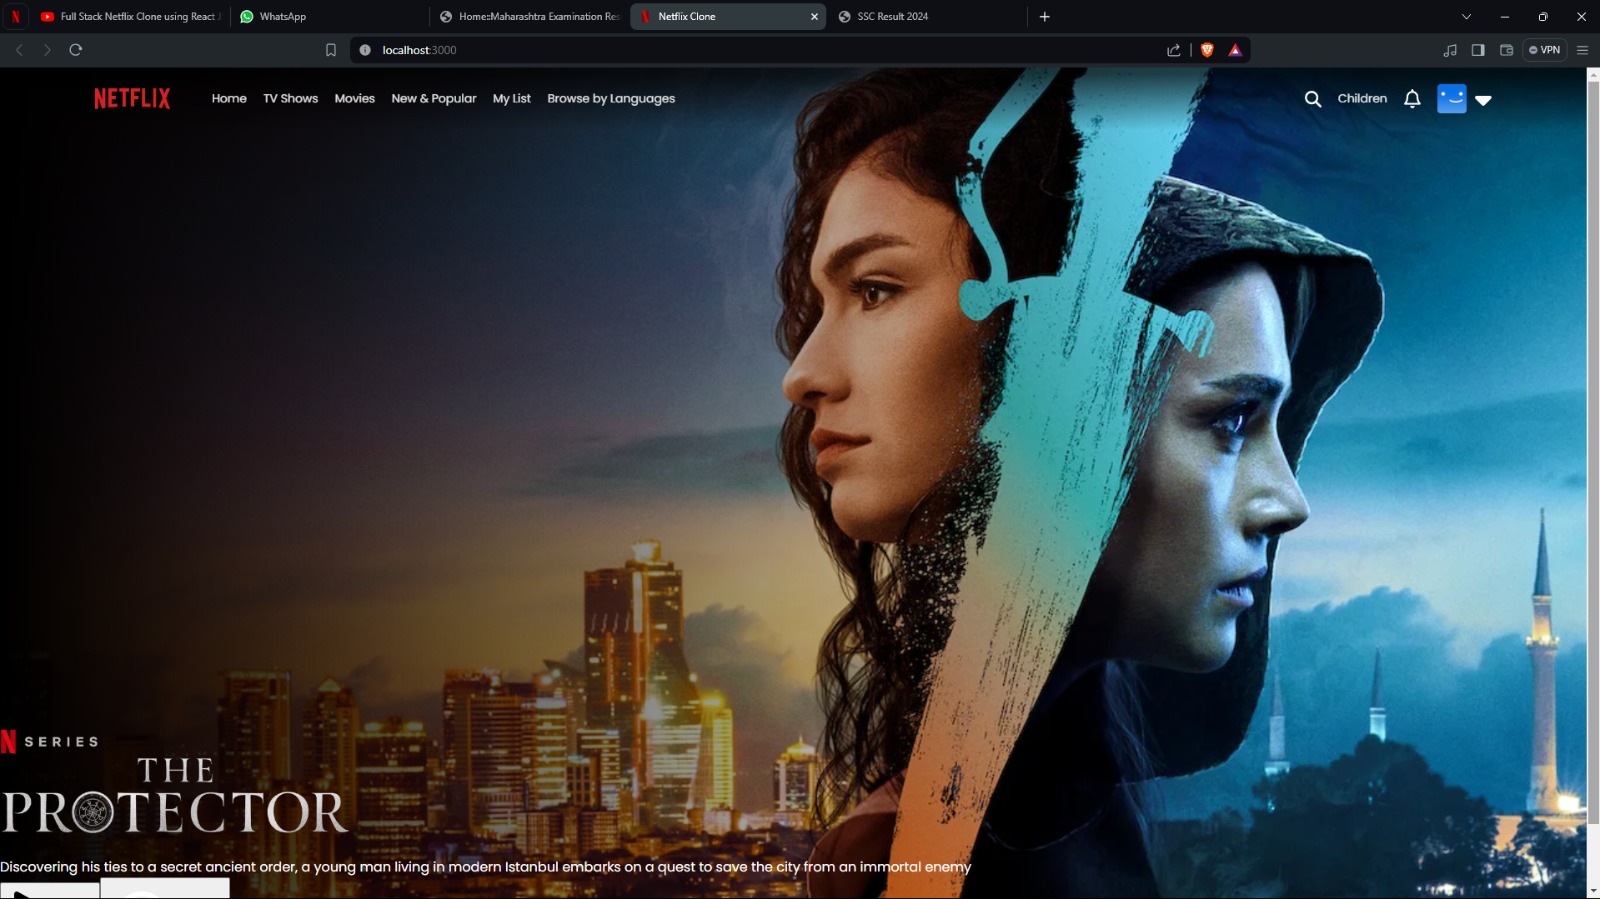 Full Stack Netflix Clone using React J
WhatsApp
Home::Maharashtra Examination Res
Netflix Clone
SSC Result 2024
localhost:3000
VPN
NETFLIX
Home
TV Shows
Movies
New & Popular
My List
Browse by Languages
Children
N SERIES
THE
PROTECTOR
Discovering his ties to a secret ancient order, a young man living in modern Istanbul embarks on a quest to save the city from an immortal enemy